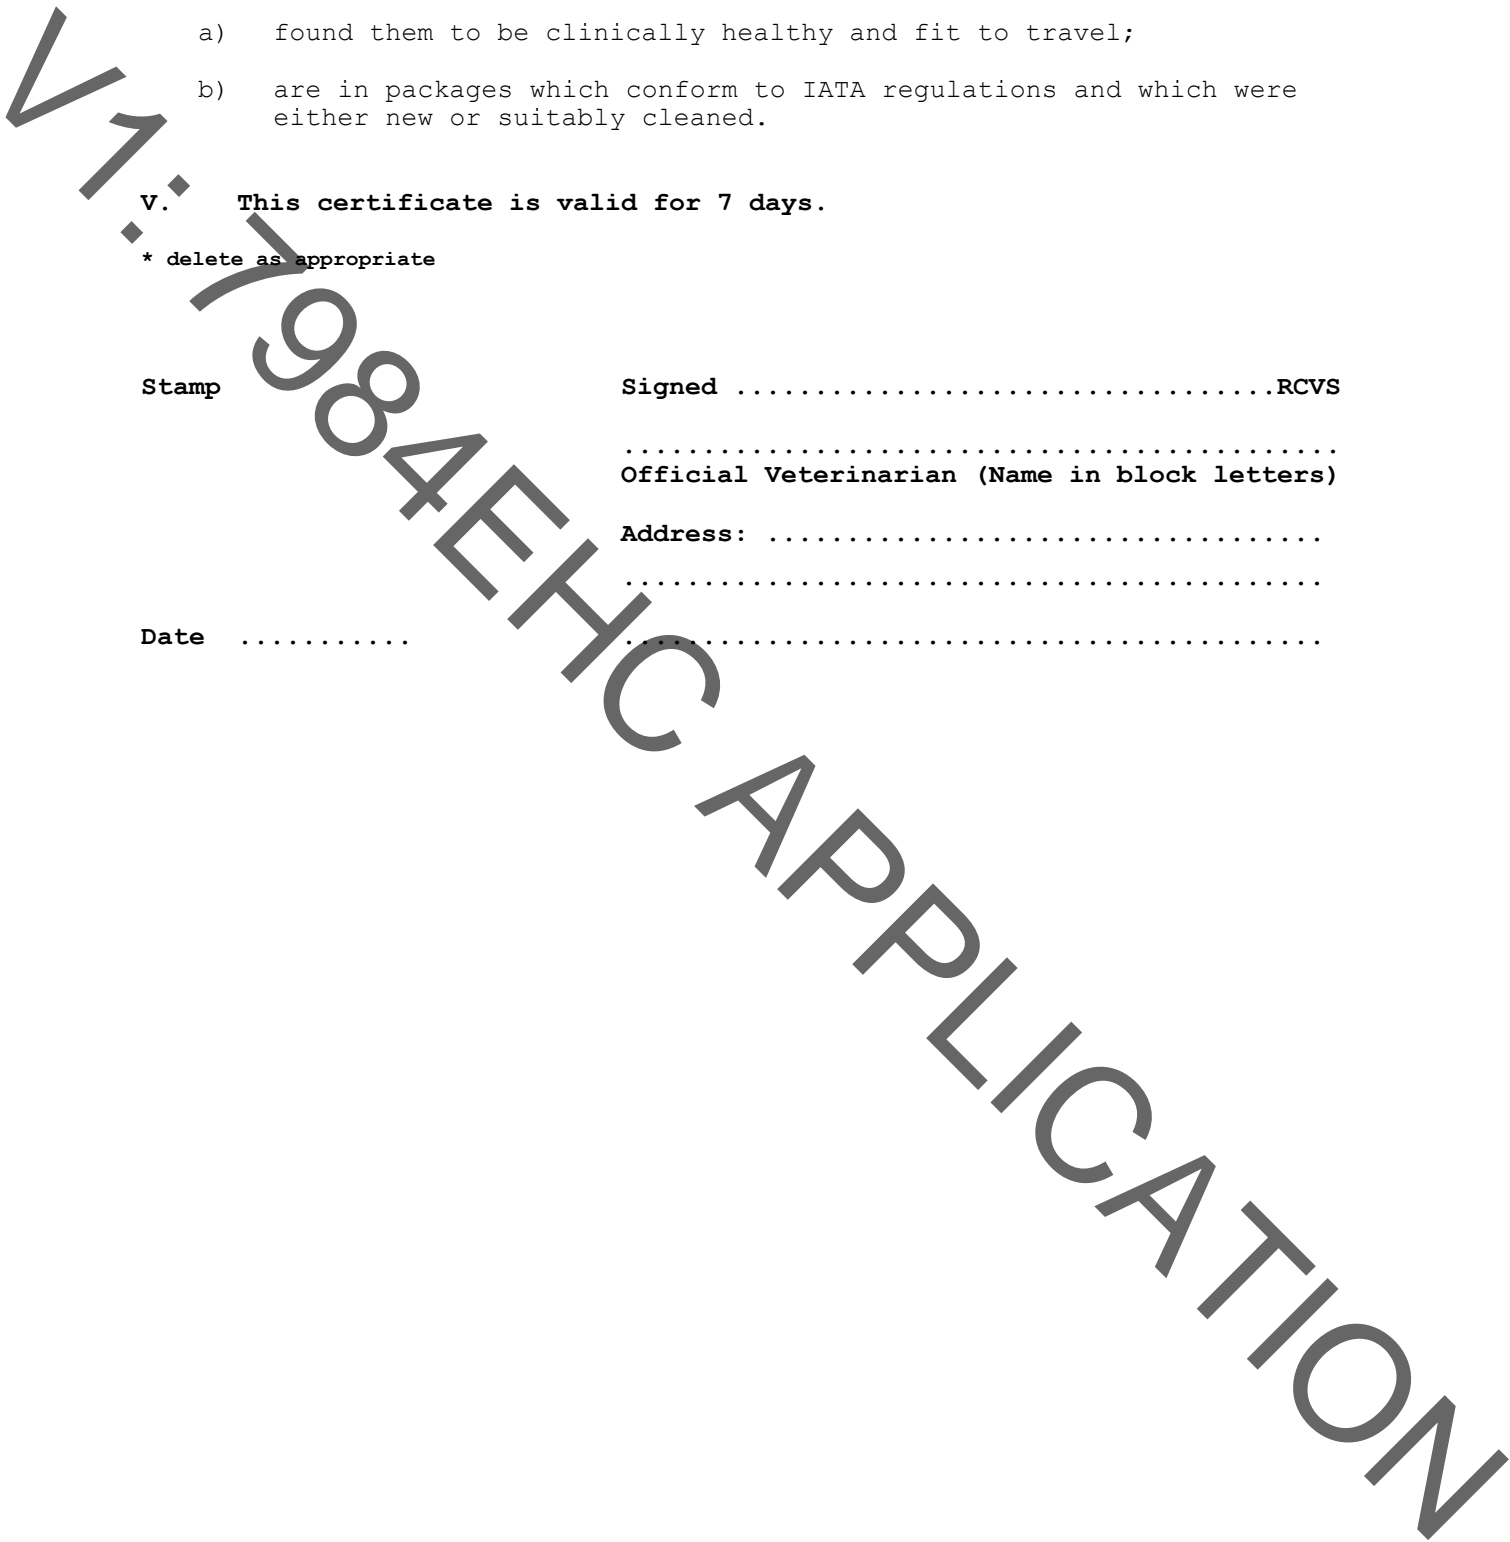 a) found them to be clinically healthy and fit to travel;
b) are in packages which conform to IATA regulations and which were
either new or suitably cleaned.
V. This certificate is valid for 7 days.
* delete as appropriate
Stamp Signed ..................................RCVS
.............................................
Official Veterinarian (Name in block letters)
Address: ...................................
............................................
Date ........... ............................................
V1: 7984EHC APPLICATION